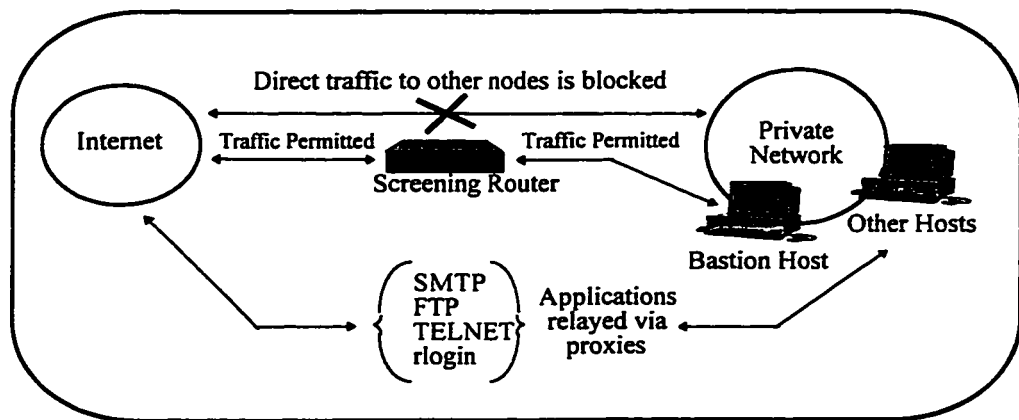 Direct traffic to other nodes is blocked
Internet
Traffic Permitted
Traffic Permitted
Private
Network
Screening Router
Other Hosts
Bastion Host
SMTP
FTP
TELNET
rlogin
Applications
relayed via
proxies